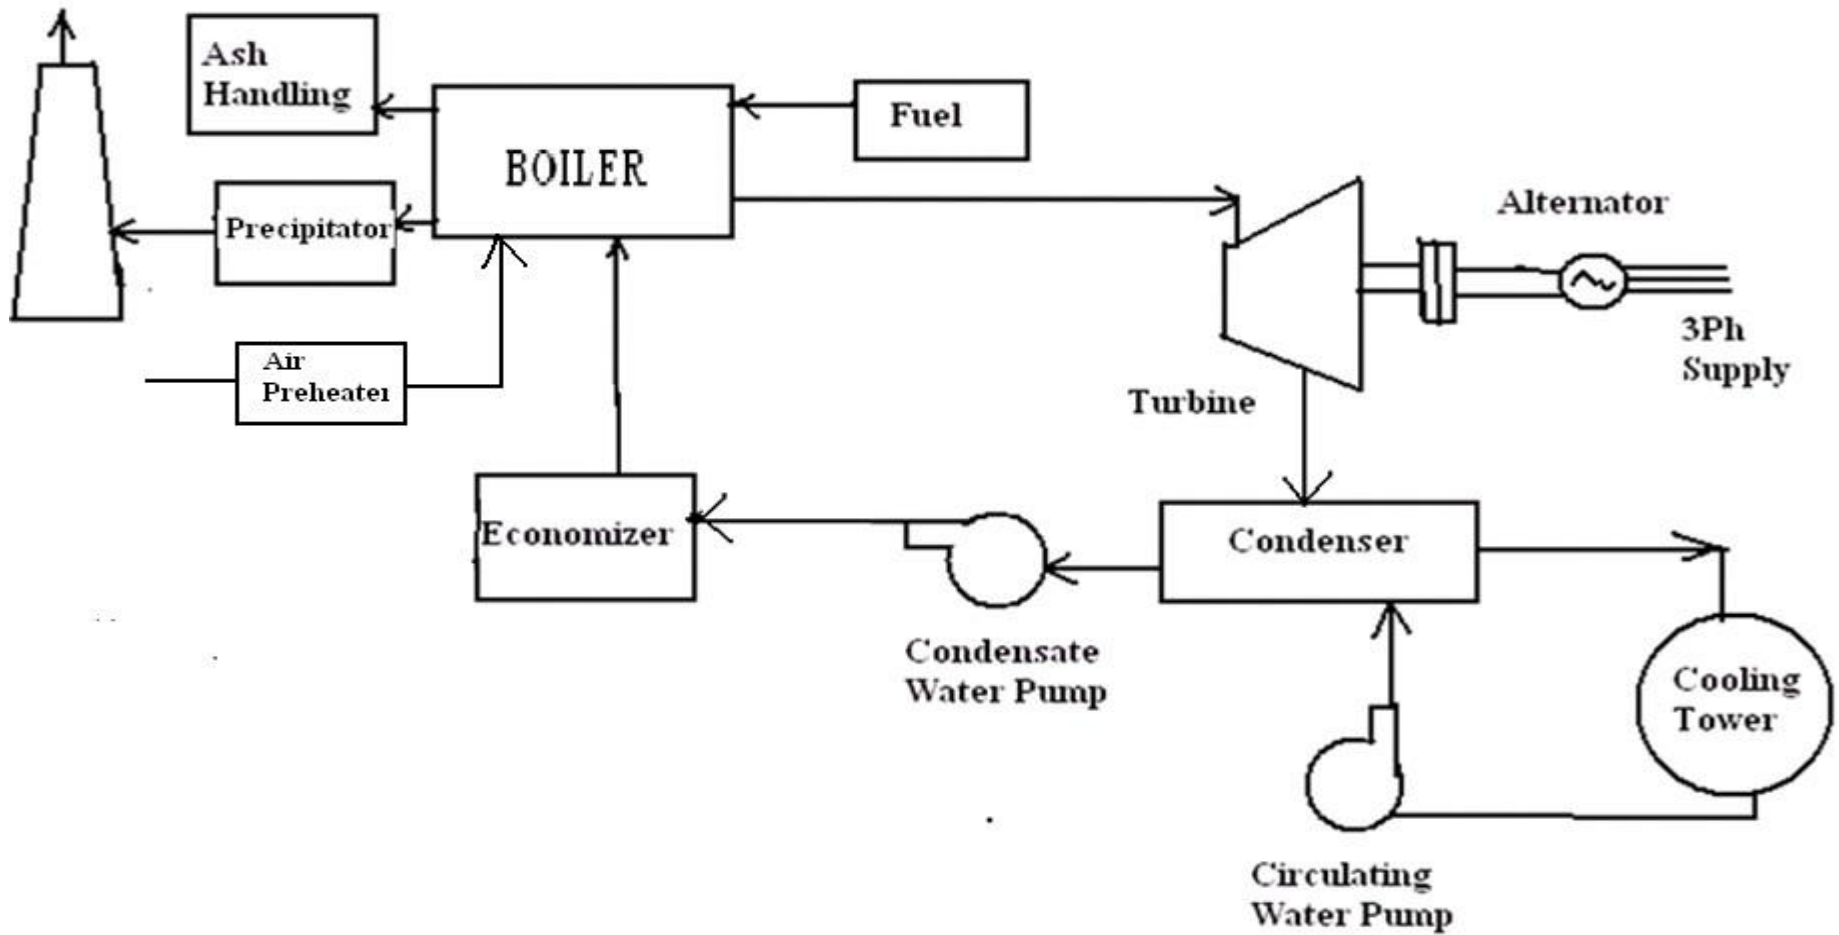 Ash
Handling
BOILER
Fuel
Precipitator
Alternator
Air
Preheater
3Ph
Supply
Turbine
Economizer
Condenser
Condensate
Water Pump
Cooling
Tower
Circulating
Water Pump